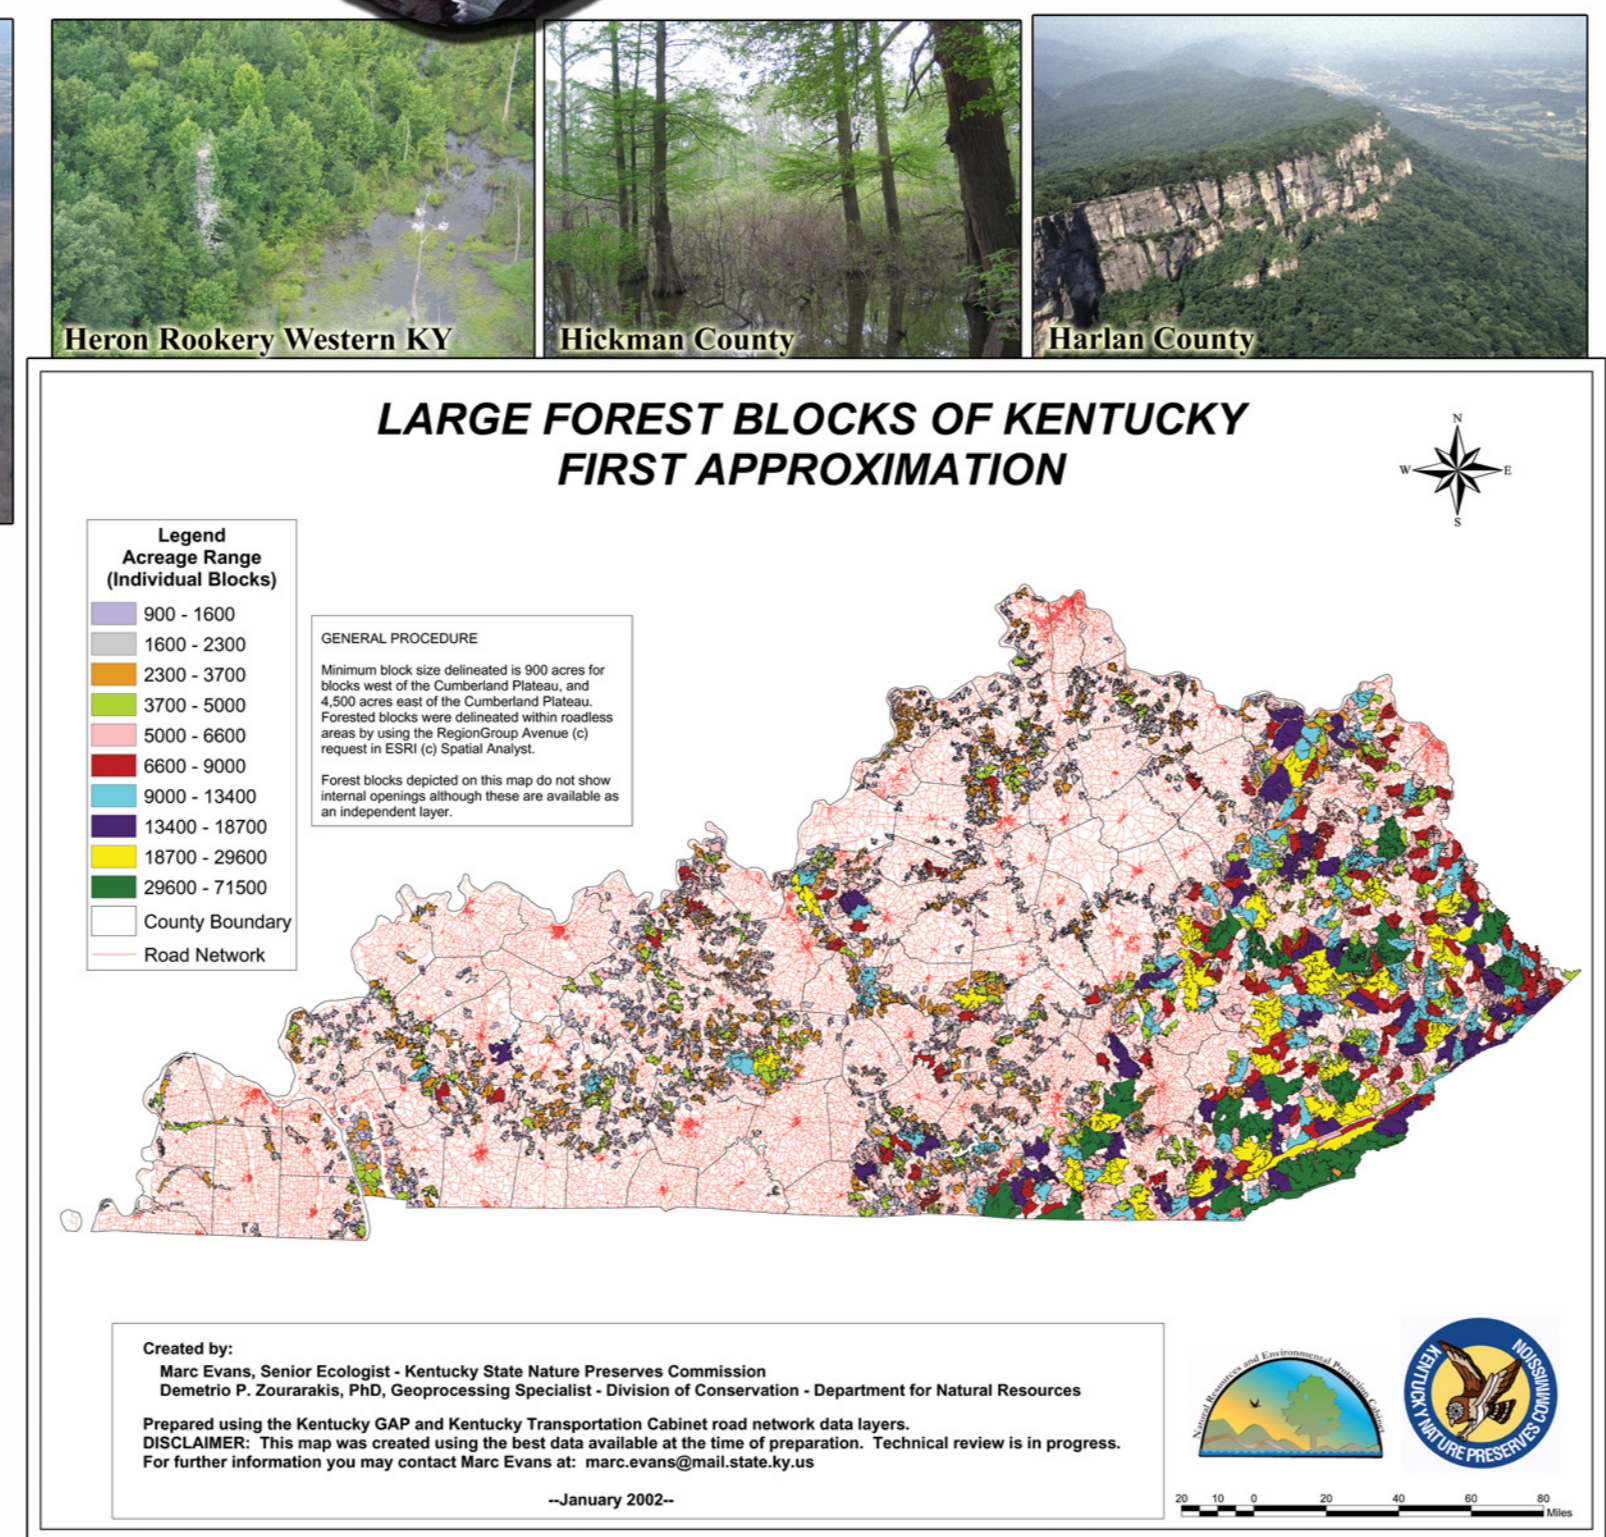 Heron Rookery Western KY
Hickman County
Harlan County
LARGE FOREST BLOCKS OF KENTUCKY
FIRST APPROXIMATION
N
W
E
S
Legend
Acreage Range
(Individual Blocks)
900 - 1600
1600 - 2300
2300 - 3700
3700 - 5000
5000 - 6600
6600 - 9000
9000 - 13400
13400 - 18700
18700 - 29600
29600 - 71500
County Boundary
Road Network
GENERAL PROCEDURE
Minimum block size delineated is 900 acres for
blocks west of the Cumberland Plateau, and
4,500 acres east of the Cumberland Plateau.
Forested blocks were delineated within roadless
areas by using the RegionGroup Avenue (c)
request in ESRI (c) Spatial Analyst.
Forest blocks depicted on this map do not show
internal openings although these are available as
an independent layer.
Created by:
Marc Evans, Senior Ecologist - Kentucky State Nature Preserves Commission
Demetrio P. Zourarakis, PhD, Geoprocessing Specialist - Division of Conservation - Department for Natural Resources
Prepared using the Kentucky GAP and Kentucky Transportation Cabinet road network data layers.
DISCLAIMER: This map was created using the best data available at the time of preparation. Technical review is in progress.
For further information you may contact Marc Evans at: marc.evans@mail.state.ky.us
--January 2002--
Natural Resources and Environmental Protection Cabinet
KENTUCKY NATURE PRESERVES COMMISSION
20 10 0 20 40 60 80
Miles